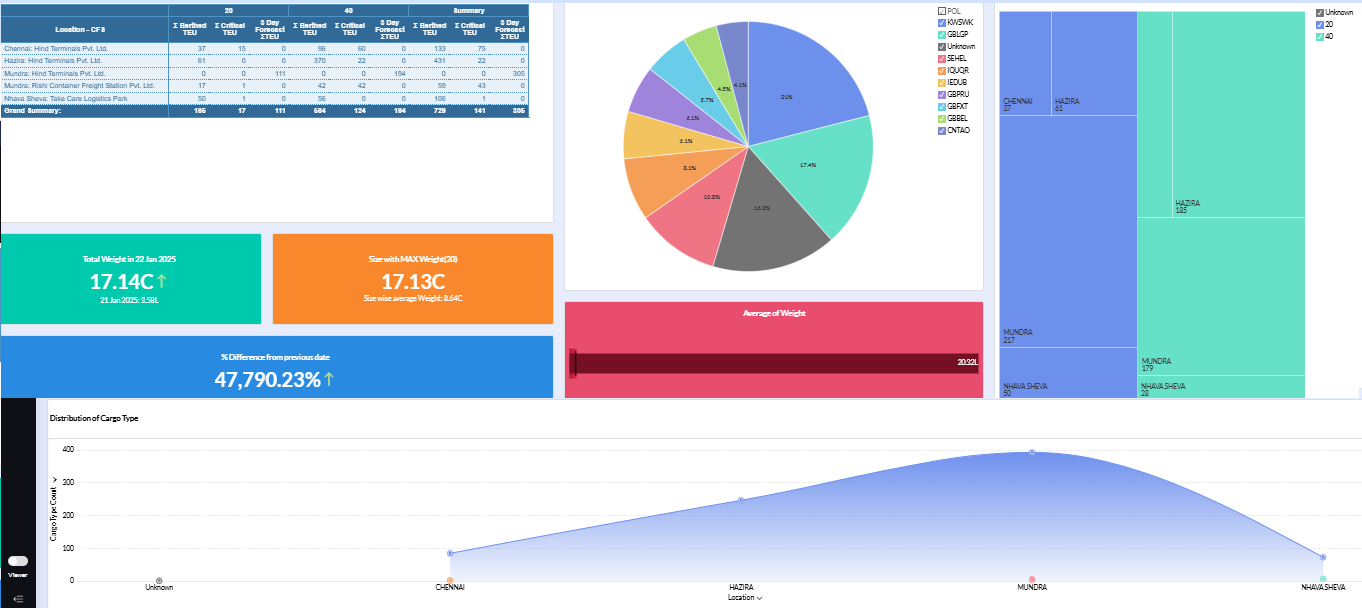 20 40 Summary
Location - CFS Σ Berthed TEU Σ Critical TEU 3 Day Forecast ΣTEU Σ Berthed TEU Σ Critical TEU 3 Day Forecast ΣTEU Σ Berthed TEU Σ Critical TEU 3 Day Forecast ΣTEU
Chennai: Hind Terminals Pvt. Ltd. 37 15 0 96 60 0 133 75 0
Hazira: Hind Terminals Pvt. Ltd. 61 0 0 370 22 0 431 22 0
Mundra: Hind Terminals Pvt. Ltd. 0 0 111 0 0 194 0 0 305
Mundra: Rishi Container Freight Station Pvt. Ltd. 17 1 0 42 42 0 59 43 0
Nhava Sheva: Take Care Logistics Park 50 1 0 56 0 0 106 1 0
Grand Summary: 165 17 111 564 124 194 729 141 305
Total Weight in 22 Jan 2025
17.14C↑
21 Jan 2025: 3.58L
Size with MAX Weight(20)
17.13C
Size wise average Weight: 8.64C
% Difference from previous date
47,790.23%↑
21%
17.4%
13.2%
10.8%
8.1%
6.1%
6.1%
5.7%
4.5%
4.1%
POL
KWSWK
GBLGP
Unknown
SEHEL
IQUQR
IEDUB
GBPRU
GBFXT
GBBEL
CNTAO
Average of Weight
20.32L
CHENNAI
37
HAZIRA
61
HAZIRA
185
MUNDRA
217
MUNDRA
179
NHAVA SHEVA
50
NHAVA SHEVA
28
Unknown
20
40
Distribution of Cargo Type
Cargo Type Count
400
300
200
100
0
Unknown CHENNAI HAZIRA MUNDRA NHAVA SHEVA
Location
Viewer